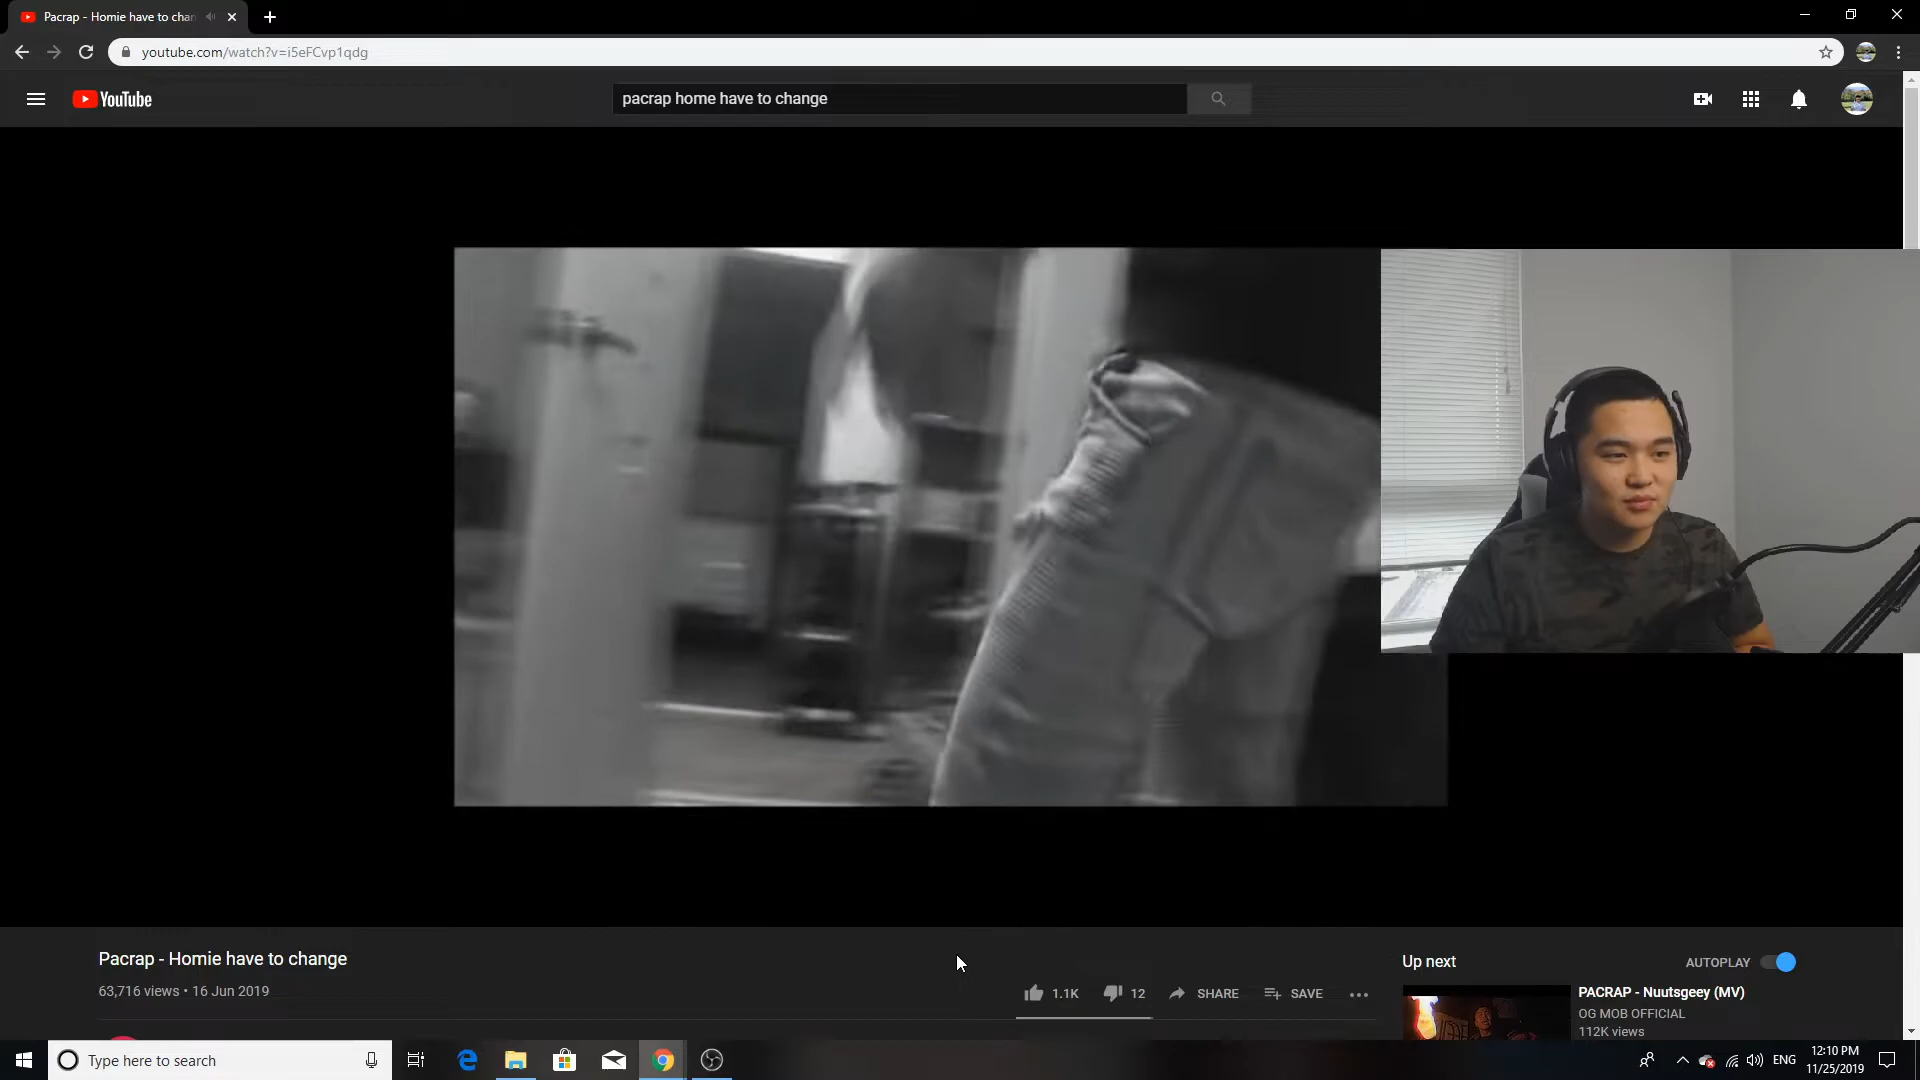 Pacrap - Homie have to chan
youtube.com/watch?v=i5eFCvp1qdg
YouTube
pacrap home have to change
Pacrap - Homie have to change
63,716 views • 16 Jun 2019
1.1K
12
SHARE
SAVE
Up next
AUTOPLAY
PACRAP - Nuutsgeey (MV)
OG MOB OFFICIAL
112K views
Type here to search
ENG
12:10 PM
11/25/2019